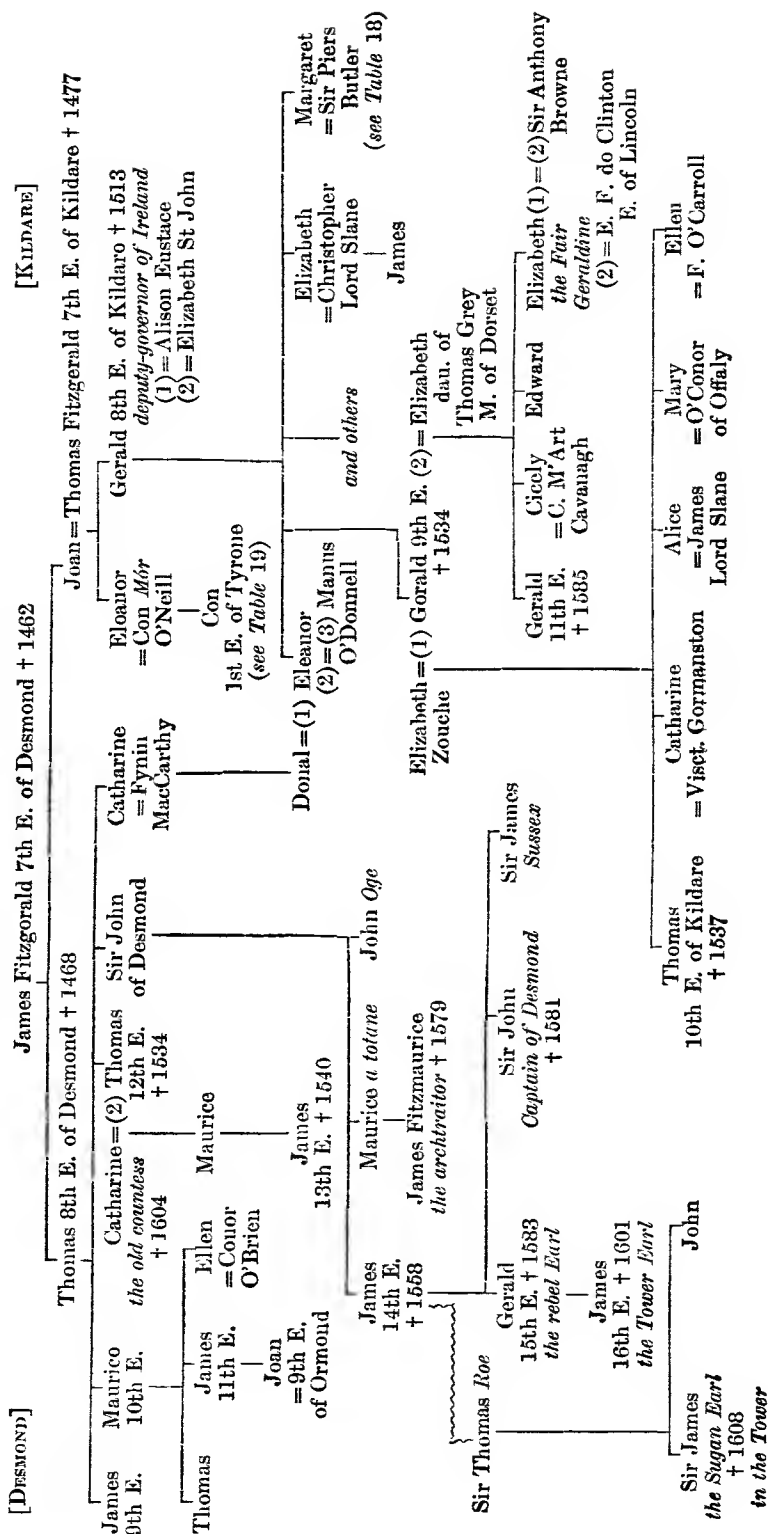 [DESMOND]
[KILDARE]
James Fitzgorald 7th E. of Desmond † 1462
Thomas 8th E. of Desmond † 1468
Joan = Thomas Fitzgerald 7th E. of Kildare † 1477
James
9th E.
Maurico
10th E.
Catharine = (2) Thomas
the old countess
† 1604
12th E.
† 1534
Sir John
of Desmond
Catharine
= Fynin
MacCarthy
Eloanor
= Con Mór
O'Neill
Gerald 8th E. of Kildaro † 1513
deputy-governor of Ireland
(1) = Alison Eustace
(2) = Elizabeth St John
Con
1st E. of Tyrone
(see Table 19)
Thomas
James
11th E.
Ellen
= Conor
O'Brien
Maurice
Joan
= 9th E.
of Ormond
James
13th E. † 1540
Donal = (1) Eleanor
(2) = (3) Manus
O'Donnell
and others
Elizabeth
= Christopher
Lord Slane
James
Margaret
= Sir Piers
Butler
(see Table 18)
James
14th E.
† 1558
Maurice a totane
John Oge
James Fitzmaurice
the archtraitor † 1579
Elizabeth = (1) Gorald 9th E. (2) = Elizabeth
Zouche
† 1534
dau. of
Thomas Grey
M. of Dorset
Gerald
11th E.
† 1585
Cicely
= C. M'Art
Cavanagh
Edward
Elizabeth (1) = (2) Sir Anthony
Browne
the Fair
Geraldine
(2) = E. F. do Clinton
E. of Lincoln
Sir Thomas Roe
Gerald
15th E. † 1583
the rebel Earl
Sir John
Captain of Desmond
† 1581
Sir James
Sussex
James
16th E. † 1601
the Tower Earl
Sir James
the Sugan Earl
† 1608
in the Tower
John
Thomas
10th E. of Kildare
† 1537
Catharine
= Visct. Gormanston
Alice
= James
Lord Slane
Mary
= O'Conor
of Offaly
Ellen
= F. O'Carroll